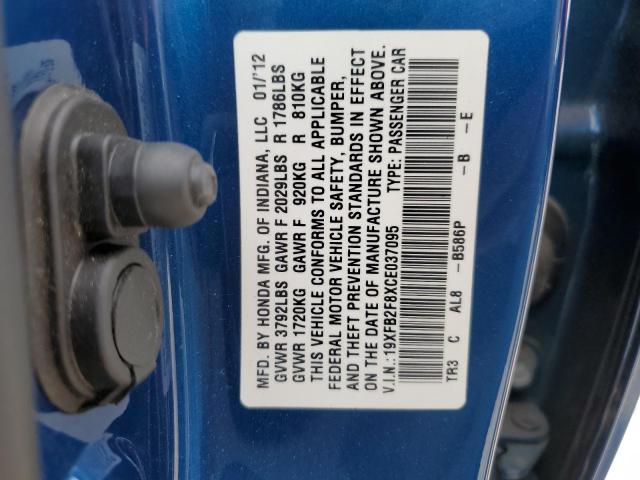 MFD. BY HONDA MFG. OF INDIANA, LLC 01/'12
GVWR 3792LBS GAWR F 2029LBS R 1786LBS
GVWR 1720KG GAWR F 920KG R 810KG
THIS VEHICLE CONFORMS TO ALL APPLICABLE
FEDERAL MOTOR VEHICLE SAFETY, BUMPER,
AND THEFT PREVENTION STANDARDS IN EFFECT
ON THE DATE OF MANUFACTURE SHOWN ABOVE.
V.I.N.:19XFB2F8XCE037095 TYPE: PASSENGER CAR
TR3 C AL8 -B586P -B -E